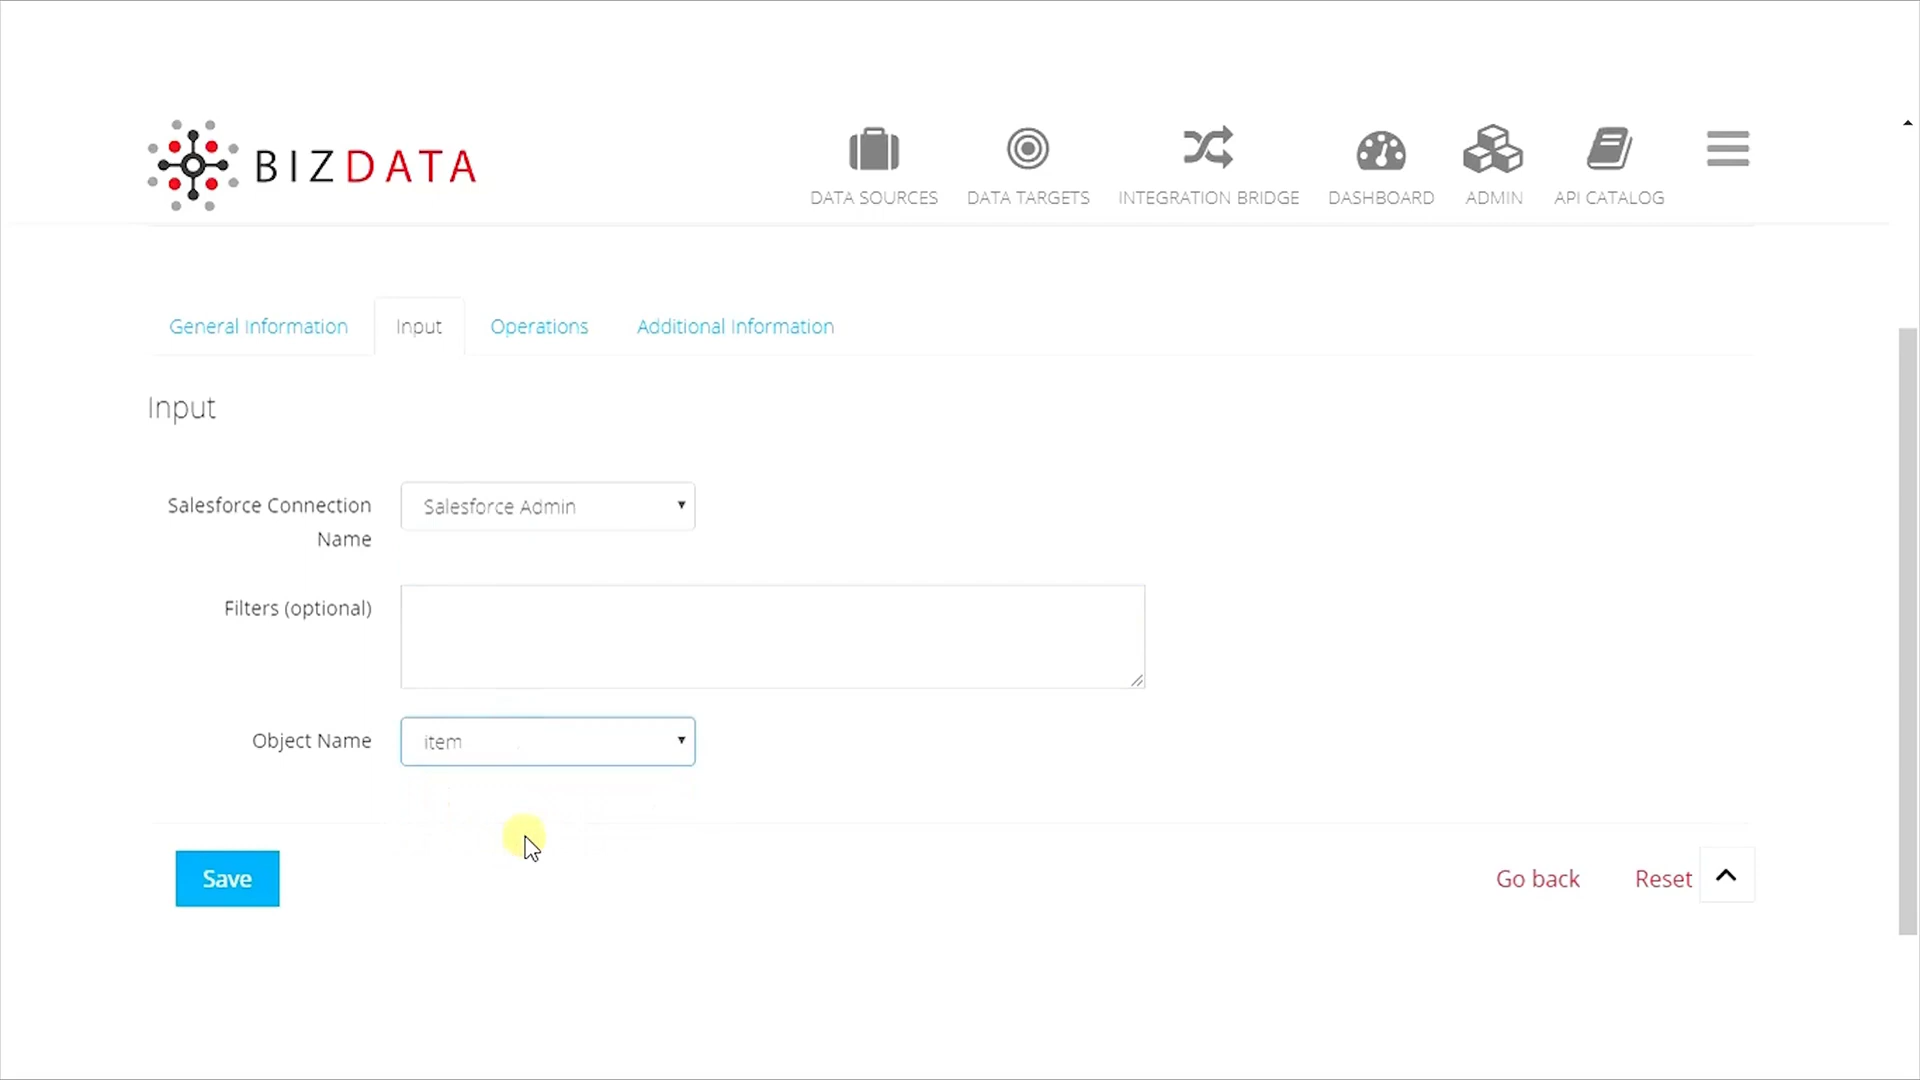 BIZDATA
DATA SOURCES
DATA TARGETS
INTEGRATION BRIDGE
DASHBOARD
ADMIN
API CATALOG
General Information
Input
Operations
Additional Information
Input
Salesforce Connection
Name
Salesforce Admin
Filters (optional)
Object Name
item
Save
Go back
Reset